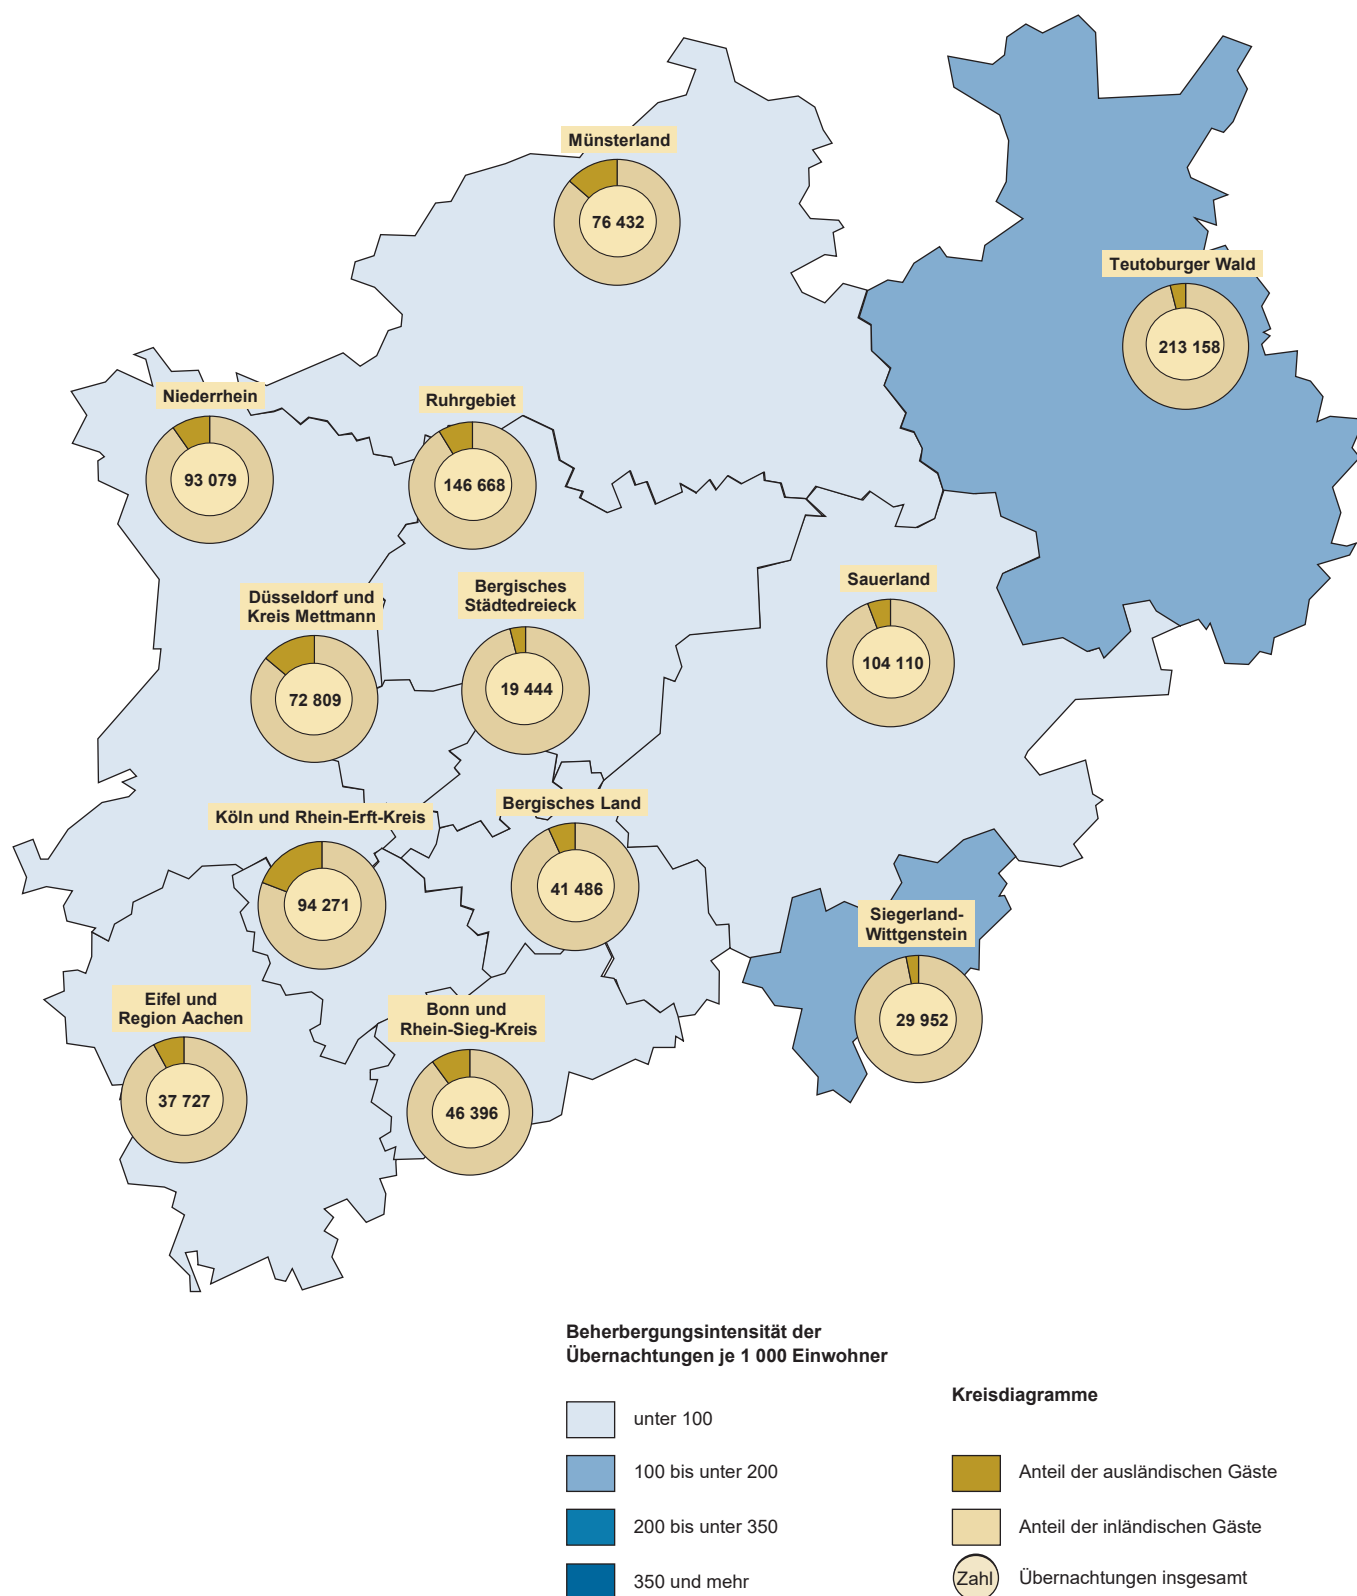 Münsterland
76 432
Teutoburger Wald
213 158
Niederrhein
93 079
Ruhrgebiet
146 668
Düsseldorf und
Kreis Mettmann
72 809
Bergisches
Städtedreieck
19 444
Sauerland
104 110
Köln und Rhein-Erft-Kreis
94 271
Bergisches Land
41 486
Siegerland-
Wittgenstein
29 952
Eifel und
Region Aachen
37 727
Bonn und
Rhein-Sieg-Kreis
46 396
Beherbergungsintensität der
Übernachtungen je 1 000 Einwohner
unter 100
100 bis unter 200
200 bis unter 350
350 und mehr
Kreisdiagramme
Anteil der ausländischen Gäste
Anteil der inländischen Gäste
Zahl Übernachtungen insgesamt